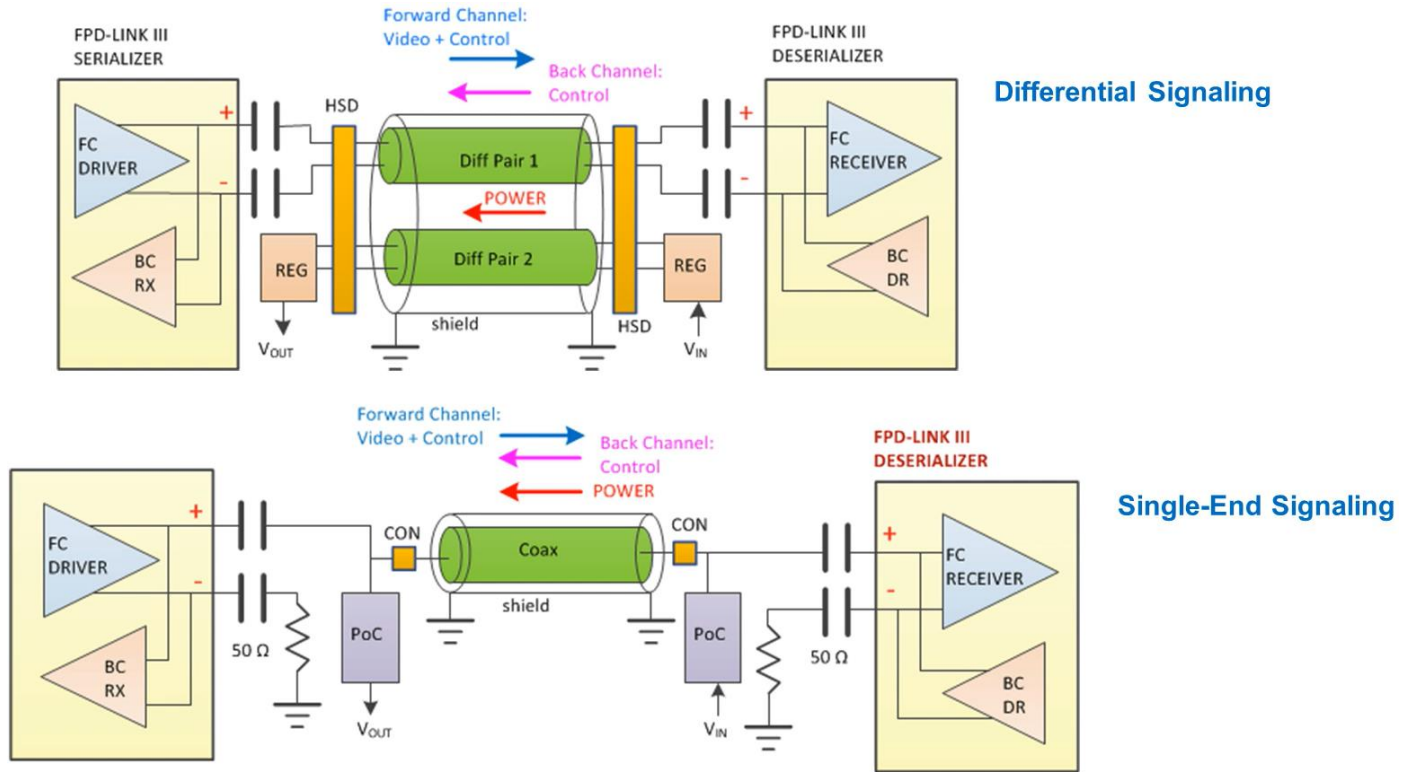 Forward Channel:
Video + Control
FPD-LINK III
SERIALIZER
FPD-LINK III
DESERIALIZER
Back Channel:
Control
Differential Signaling
HSD
+
+
FC
DRIVER
Diff Pair 1
FC
RECEIVER
-
-
POWER
BC
RX
REG
Diff Pair 2
REG
BC
DR
shield
HSD
VOUT
VIN
Forward Channel:
Video + Control
Back Channel:
Control
POWER
FPD-LINK III
DESERIALIZER
Single-End Signaling
+
CON
CON
+
FC
DRIVER
Coax
FC
RECEIVER
-
-
shield
50 Ω
PoC
PoC
50 Ω
BC
RX
BC
DR
VOUT
VIN